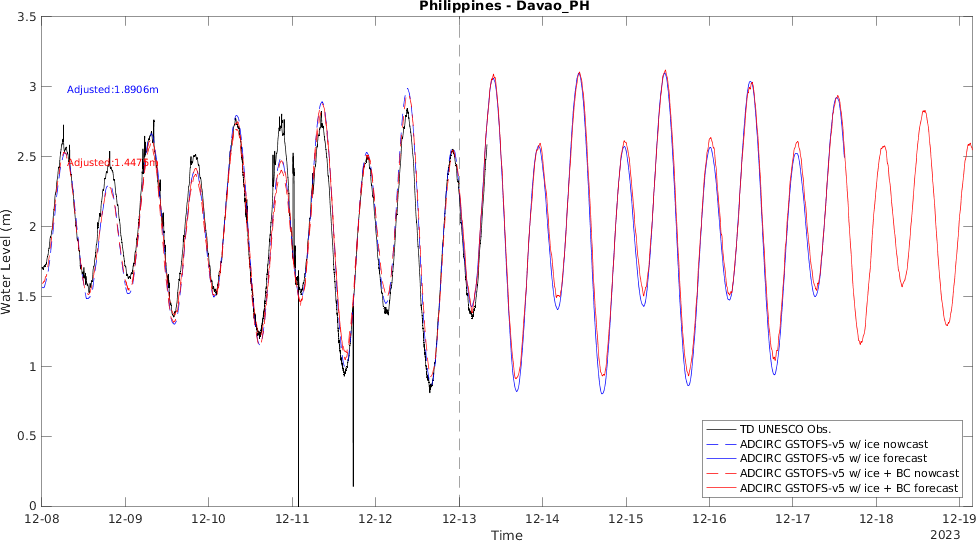 Philippines - Davao_PH
3.5
3
2.5
2
1.5
1
0.5
0
Water Level (m)
Adjusted:1.8906m
Adjusted:1.4475m
TD UNESCO Obs.
ADCIRC GSTOFS-v5 w/ ice nowcast
ADCIRC GSTOFS-v5 w/ ice forecast
ADCIRC GSTOFS-v5 w/ ice + BC nowcast
ADCIRC GSTOFS-v5 w/ ice + BC forecast
12-08 12-09 12-10 12-11 12-12 12-13 12-14 12-15 12-16 12-17 12-18 12-19
Time
2023